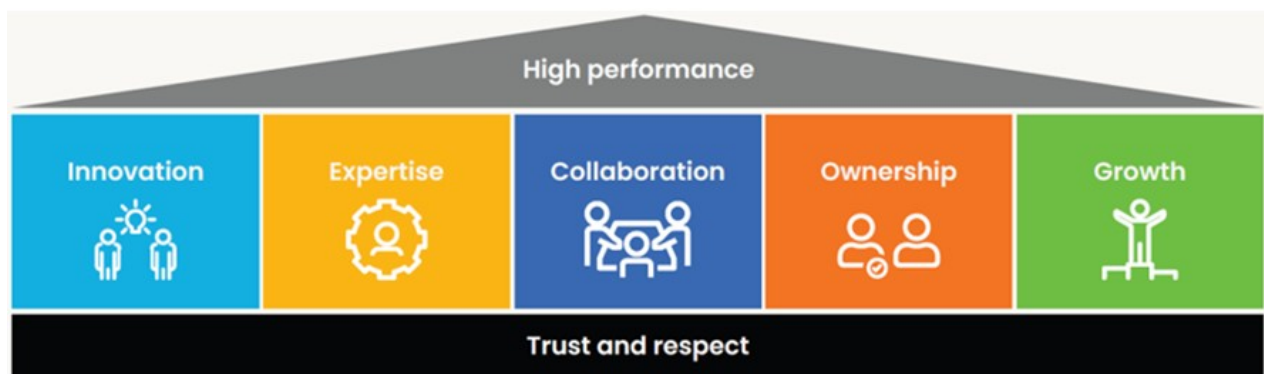 High performance
Innovation
Expertise
Collaboration
Ownership
Growth
Trust and respect